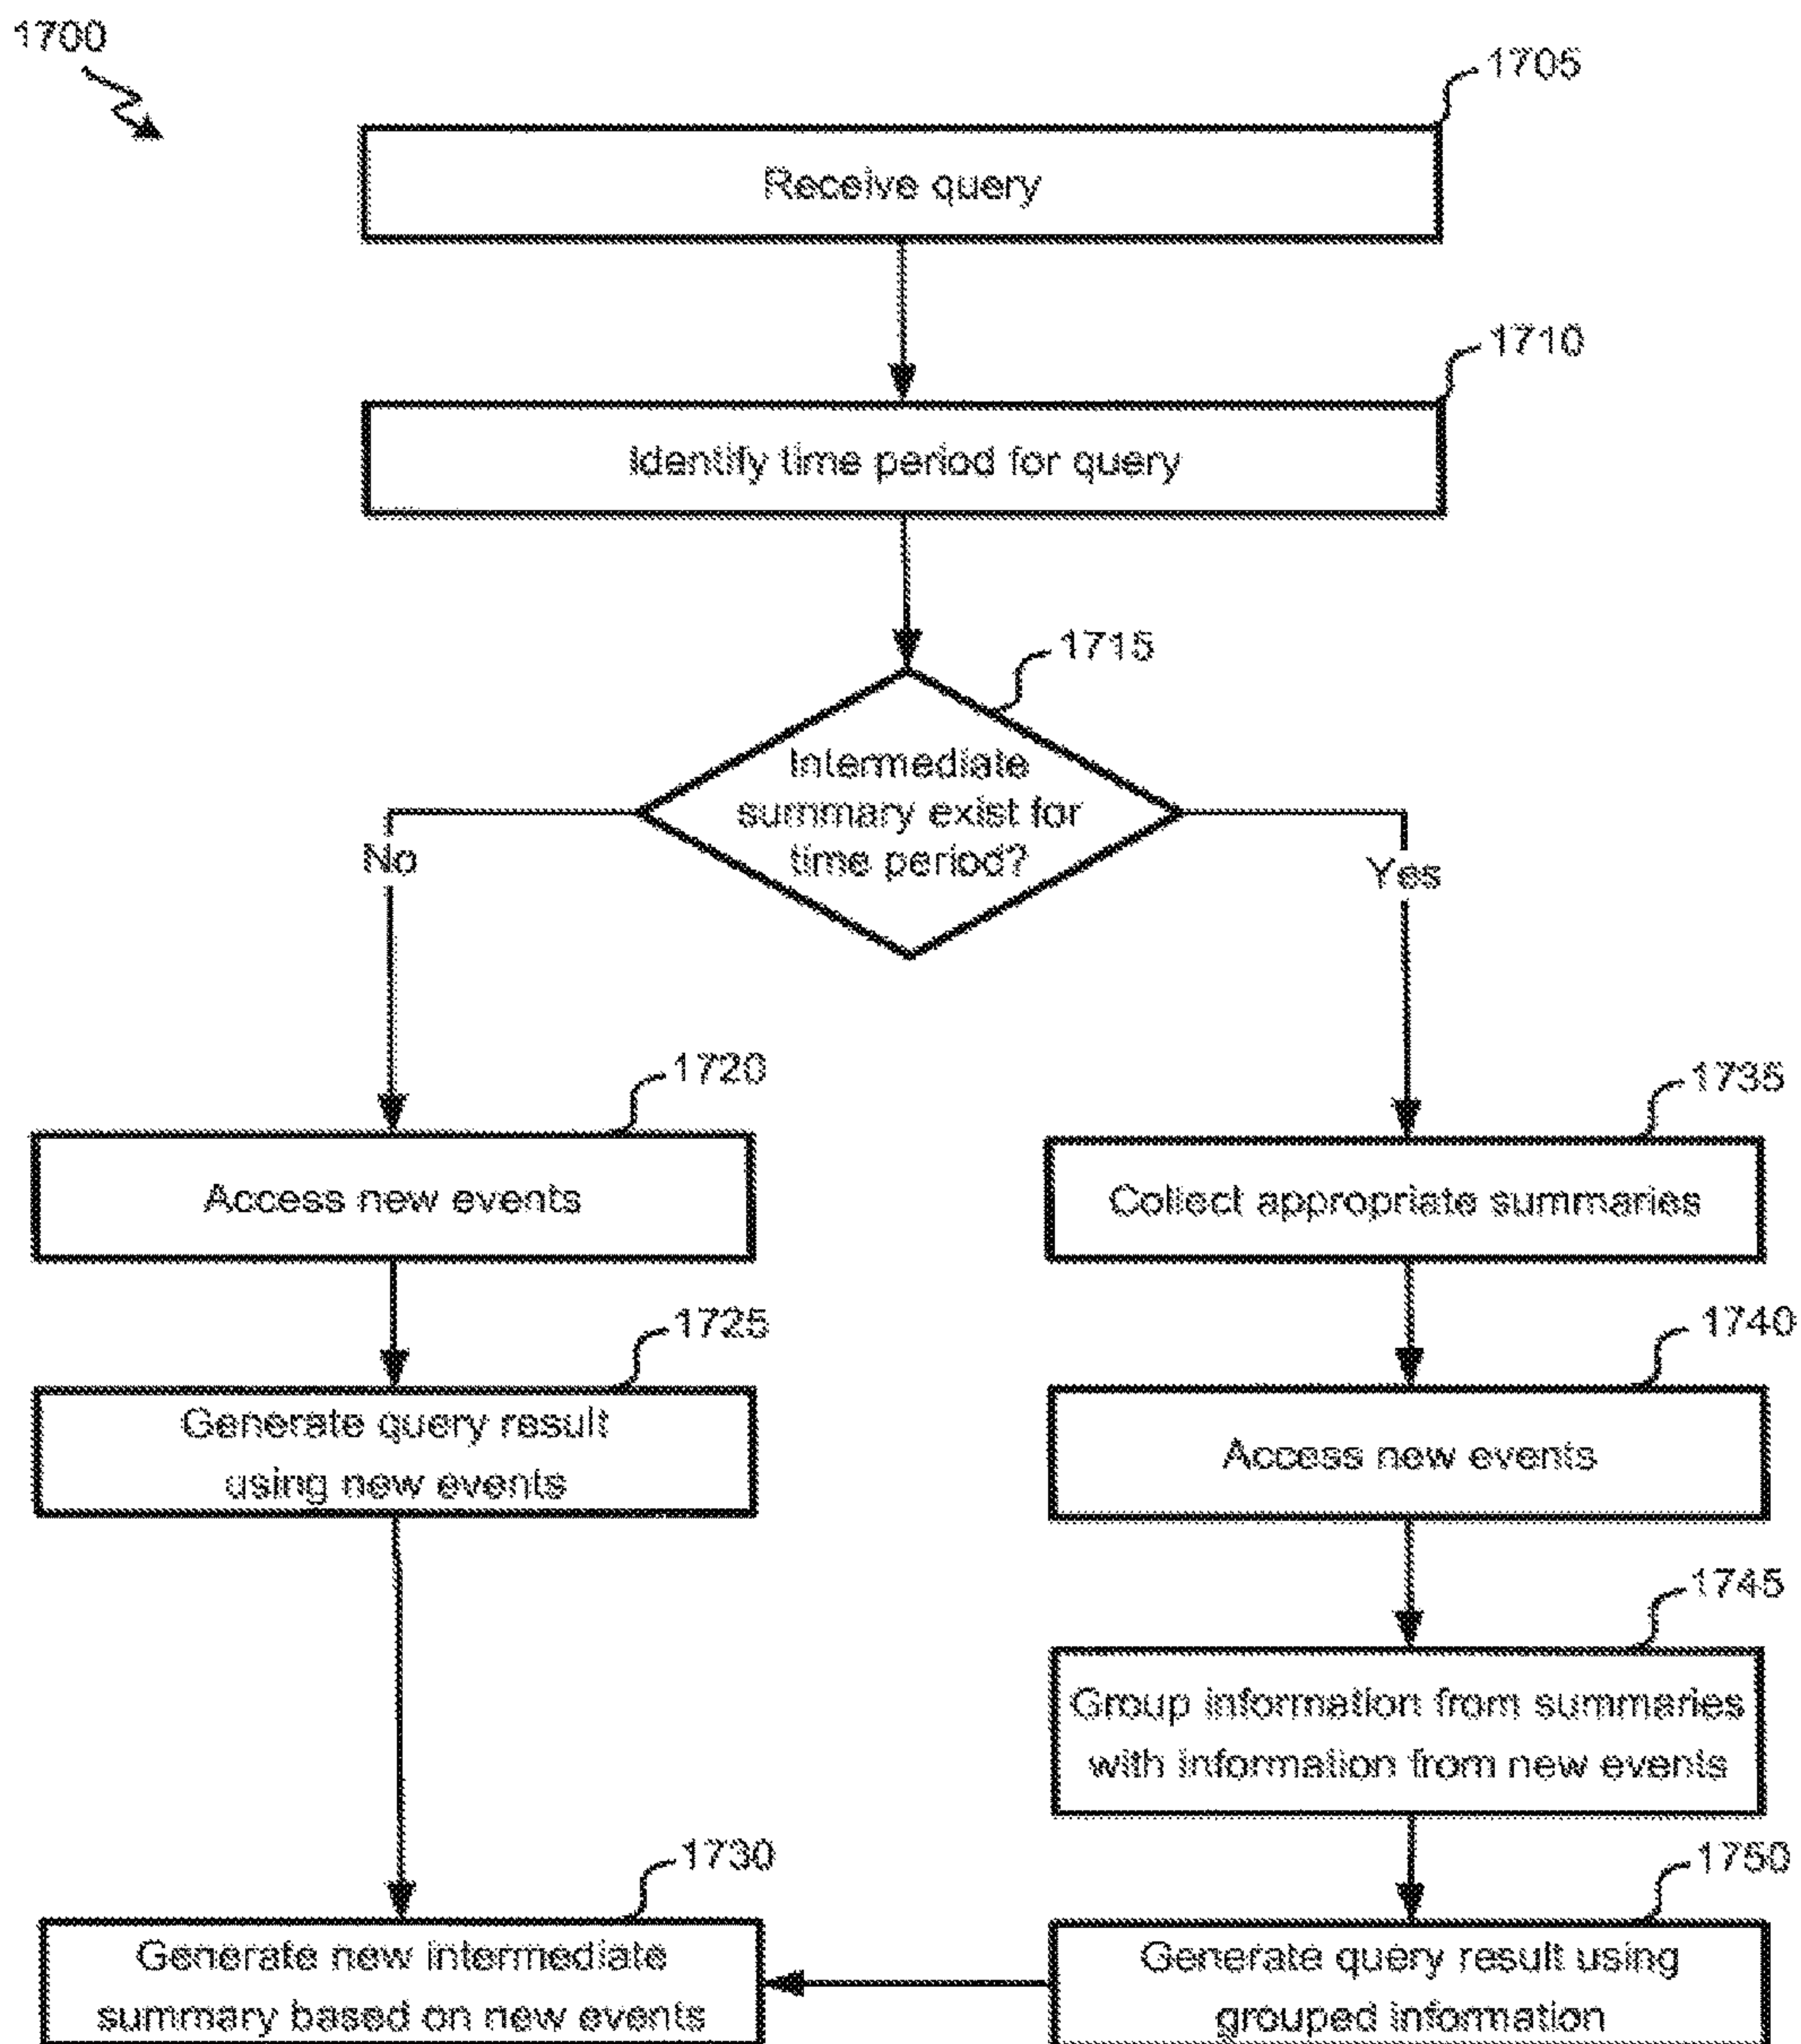 1700
1705
Receive query
1710
Identify time period for query
1715
Intermediate
summary exist for
time period?
No
Yes
1720
Access new events
1735
Collect appropriate summaries
1725
Generate query result
using new events
1740
Access new events
1745
Group information from summaries
with information from new events
1730
Generate new intermediate
summary based on new events
1750
Generate query result using
grouped information